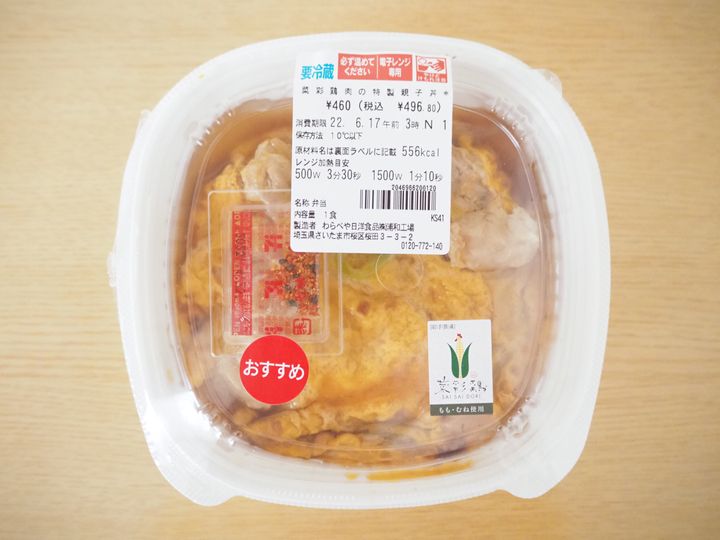 要冷蔵
必ず温めて
ください
電子レンジ
専用
菜彩鶏肉の特製親子丼*
¥460(税込 ¥496.80)
消費期限 22. 6.17午前 3時 N 1
保存方法 10℃以下
原材料名は裏面ラベルに記載 556kcal
レンジ加熱目安
500W 3分30秒 1500W 1分10秒
2046966200120
名称 弁当
内容量 1食 KS41
製造者 わらべや日洋食品㈱浦和工場
埼玉県さいたま市桜区桜田3-3-2
0120-772-140
おすすめ
菜彩鶏
SAI SAI DORI
もも・むね使用